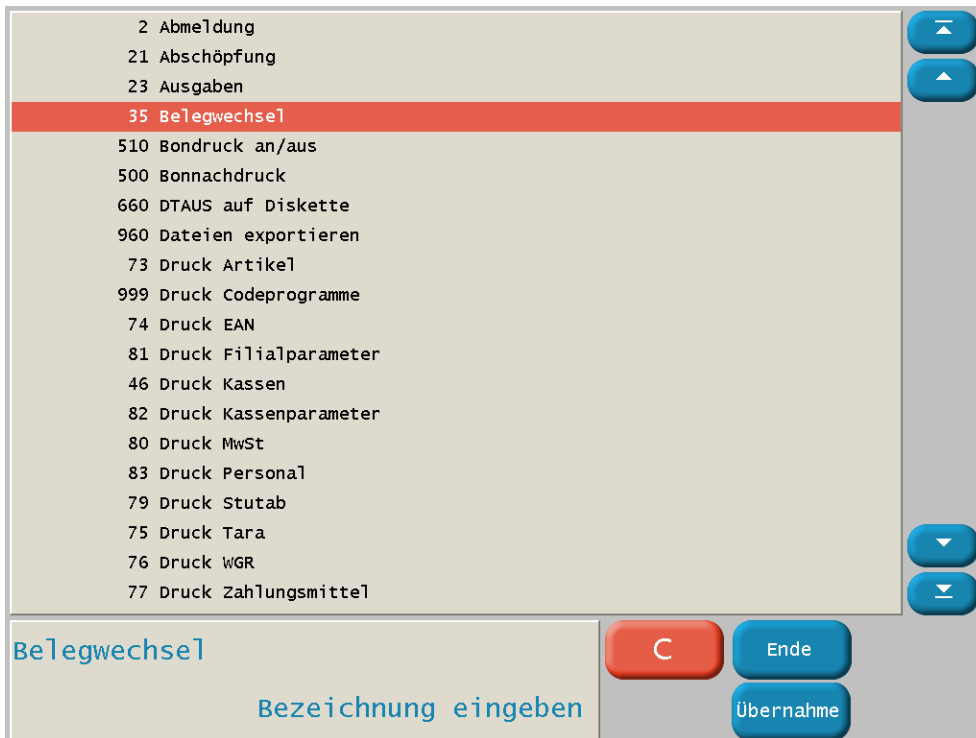 2 Abmeldung
21 Abschöpfung
23 Ausgaben
35 Belegwechsel
510 Bondruck an/aus
500 Bonnachdruck
660 DTAUS auf Diskette
960 Dateien exportieren
73 Druck Artikel
999 Druck Codeprogramme
74 Druck EAN
81 Druck Filialparameter
46 Druck Kassen
82 Druck Kassenparameter
80 Druck MwSt
83 Druck Personal
79 Druck Stutab
75 Druck Tara
76 Druck WGR
77 Druck Zahlungsmittel
Belegwechsel
Bezeichnung eingeben
C
Ende
Übernahme